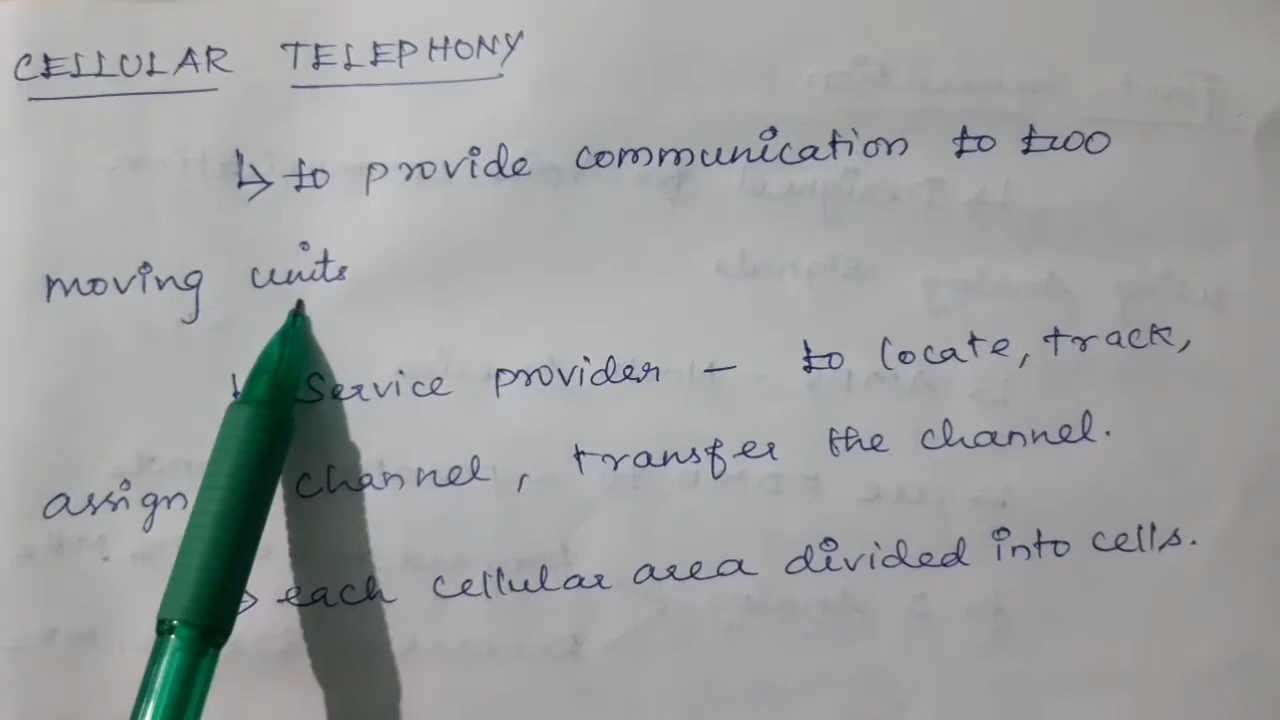 CELLULAR TELEPHONY
↳ to provide communication to two
moving units
↳ Service provider - to locate, track,
assign channel, transfer the channel.
↳ each cellular area divided into cells.